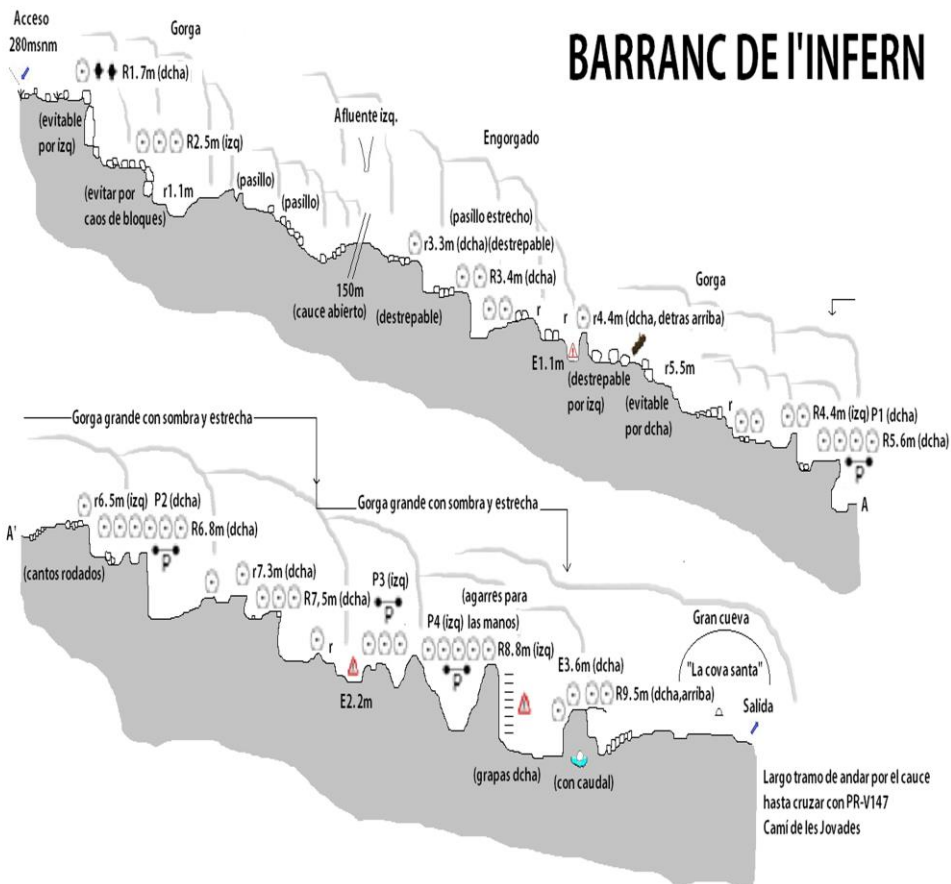 BARRANC DE l'INFERN
Acceso
280msnm
Gorga
R1.7m (dcha)
(evitable
por izq)
R2.5m (izq)
(evitar por
caos de bloques)
r1.1m
(pasillo)
(pasillo)
Afluente izq.
150m
(cauce abierto)
Engorgado
(pasillo estrecho)
r3.3m (dcha)(destrepable)
R3.4m (dcha)
(destrepable)
r
r
r4.4m (dcha, detras arriba)
E1.1m
(destrepable
por izq)
Gorga
r5.5m
(evitable
por dcha)
r
R4.4m (izq) P1 (dcha)
R5.6m (dcha)
P
A
Gorga grande con sombra y estrecha
Gorga grande con sombra y estrecha
A'
r6.5m (izq) P2 (dcha)
R6.8m (dcha)
P
(cantos rodados)
r7.3m (dcha)
R7,5m (dcha)
r
E2.2m
P3 (izq)
P
P4 (izq)
P
(agarres para
las manos)
R8.8m (izq)
(grapas dcha)
E3.6m (dcha)
R9.5m (dcha,arriba)
(con caudal)
Gran cueva
"La cova santa"
Salida
Largo tramo de andar por el cauce
hasta cruzar con PR-V147
Camí de les Jovades